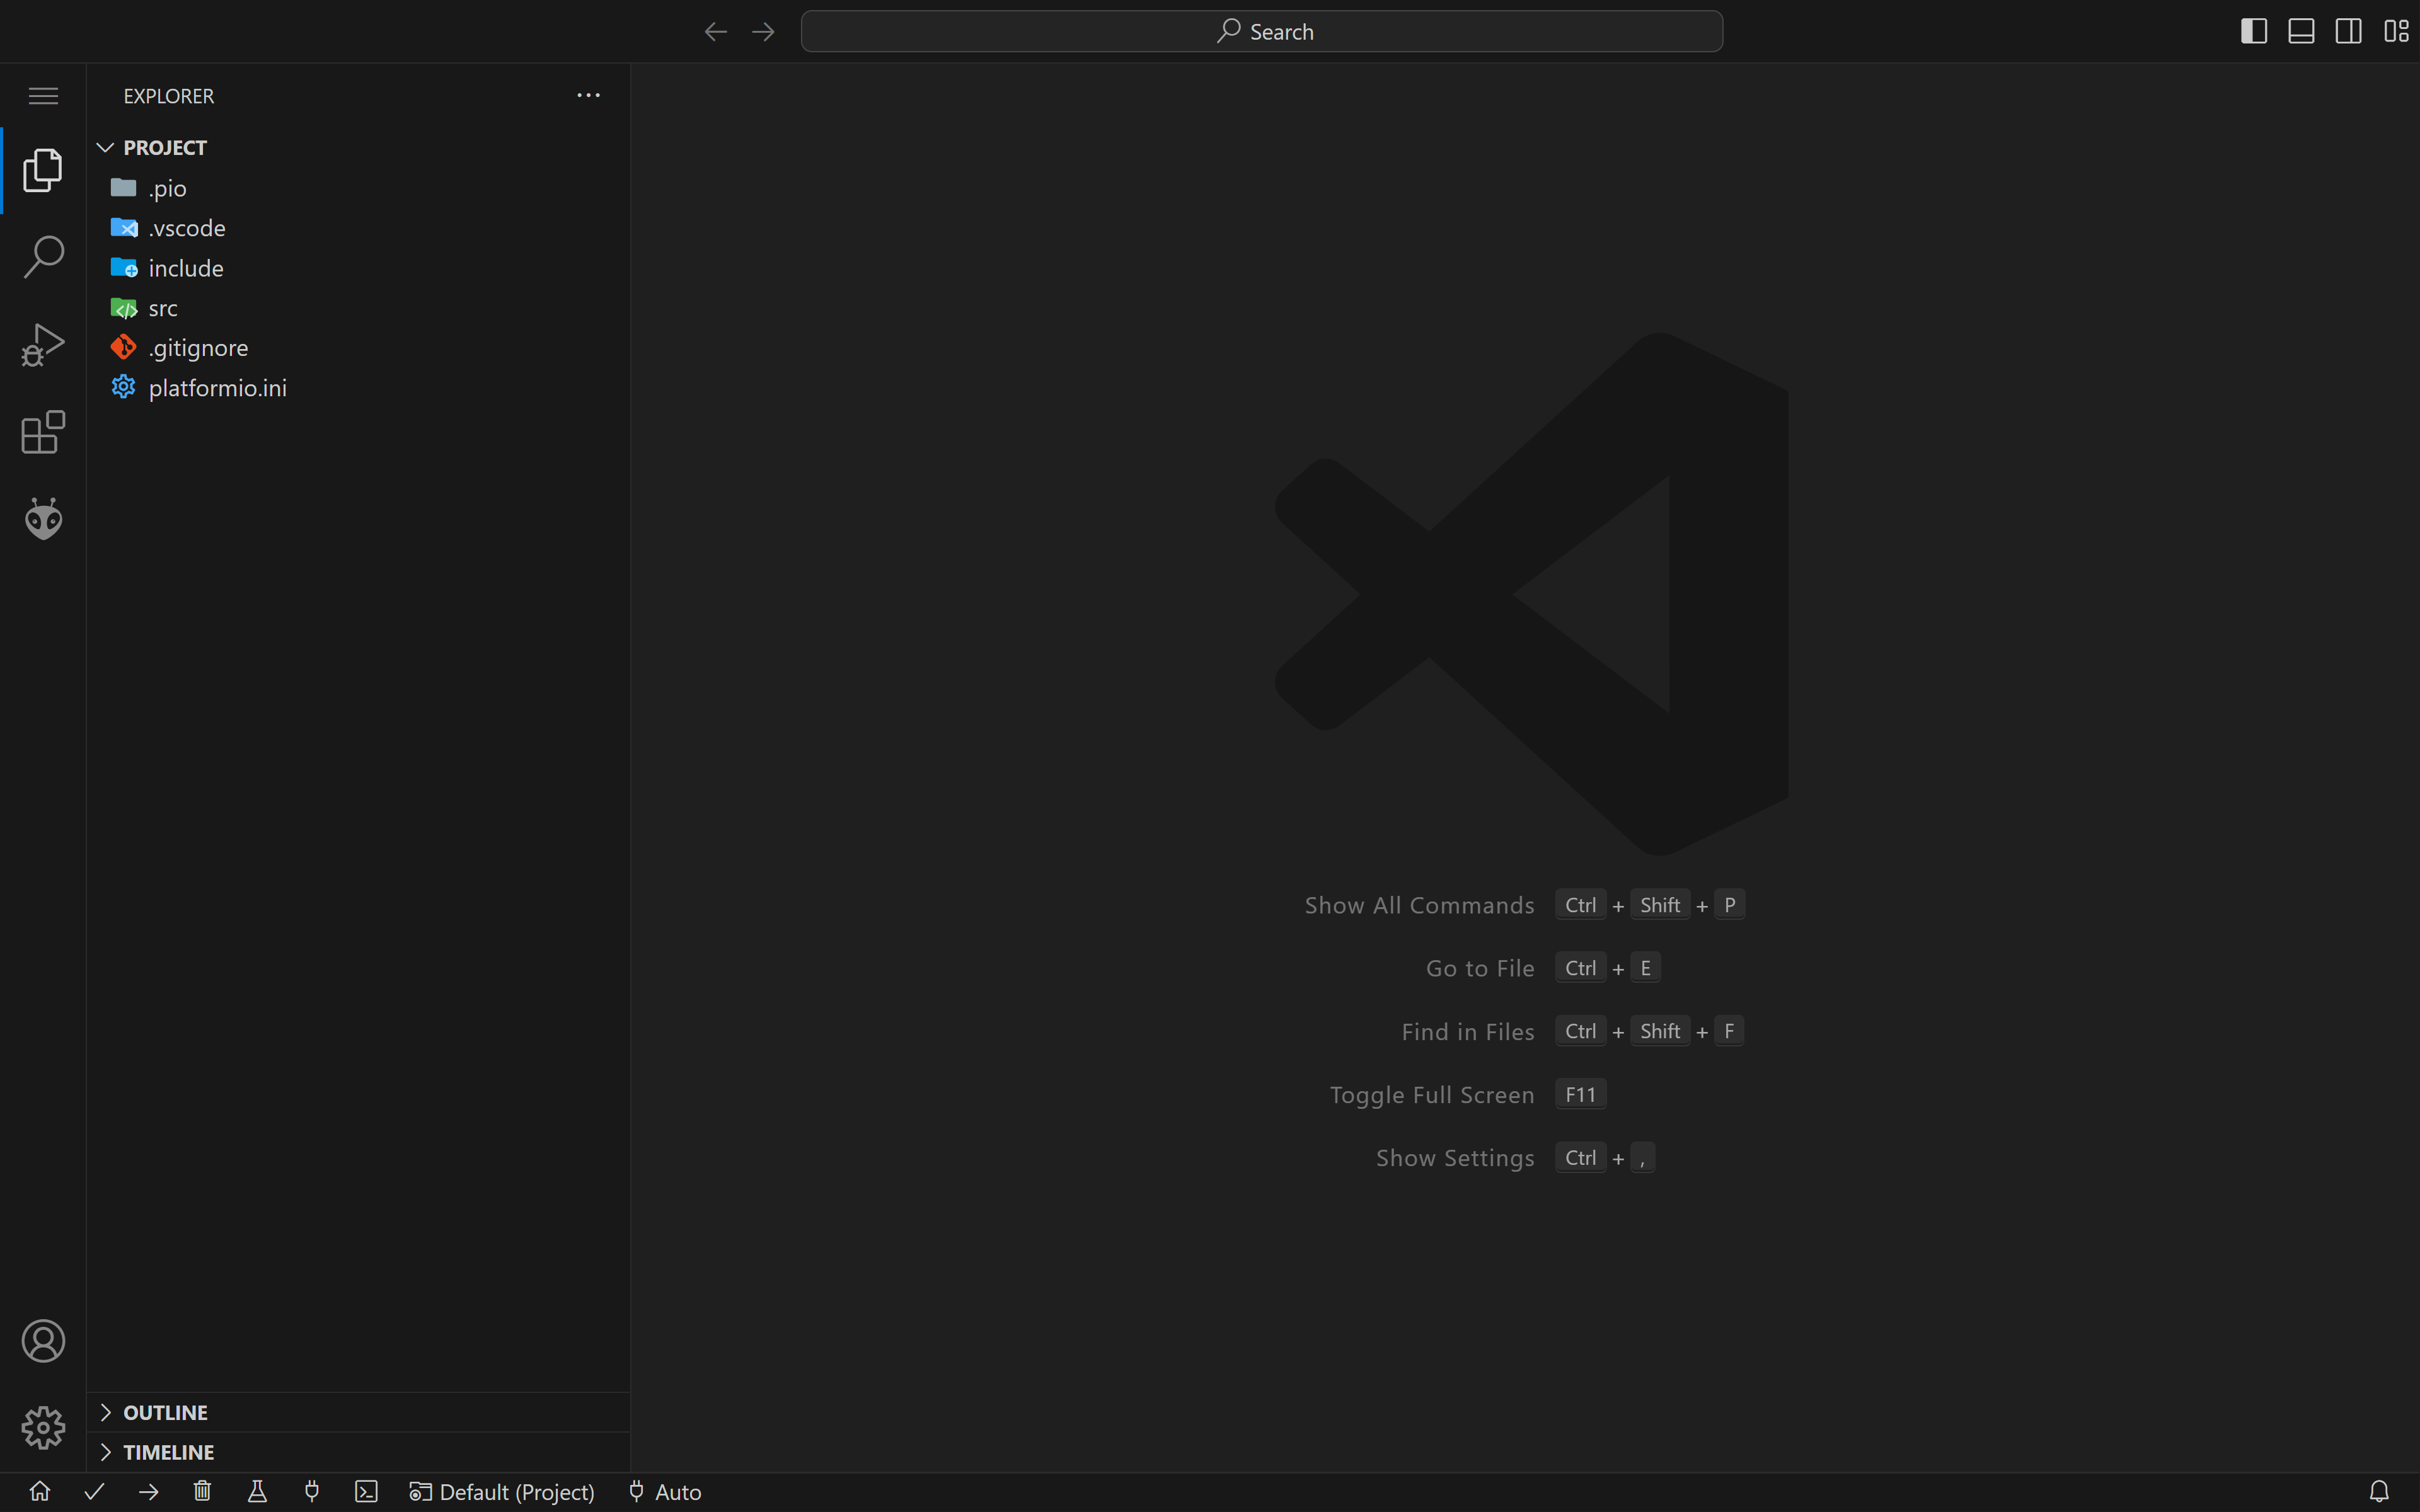 Search
EXPLORER
PROJECT
.pio
.vscode
include
src
.gitignore
platformio.ini
Show All Commands Ctrl + Shift + P
Go to File Ctrl + E
Find in Files Ctrl + Shift + F
Toggle Full Screen F11
Show Settings Ctrl + ,
OUTLINE
TIMELINE
Default (Project) Auto